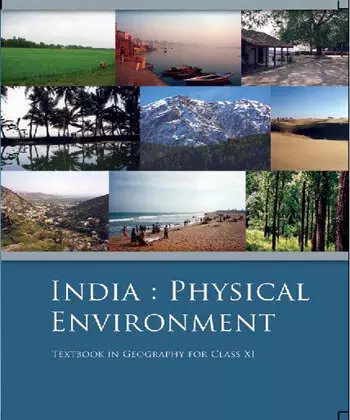 INDIA : PHYSICAL
ENVIRONMENT
TEXTBOOK IN GEOGRAPHY FOR CLASS XI